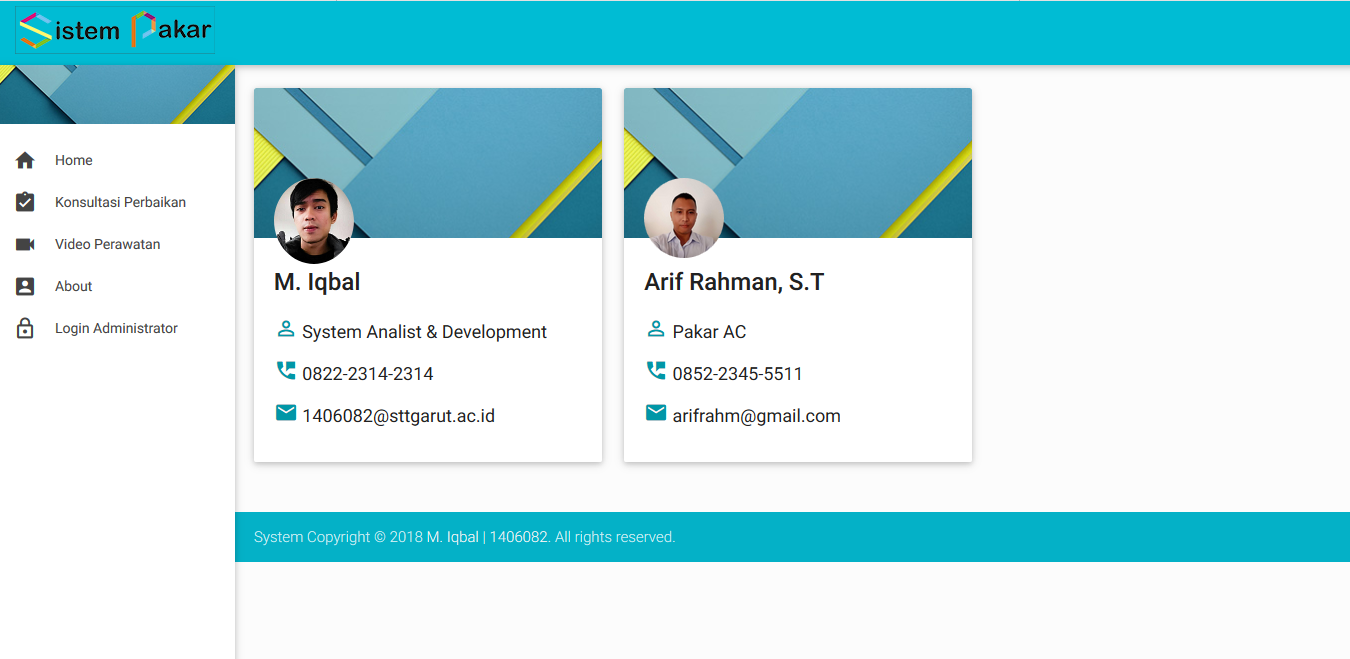 Sistem Pakar
Home
Konsultasi Perbaikan
Video Perawatan
About
Login Administrator
M. Iqbal
System Analist & Development
0822-2314-2314
1406082@sttgarut.ac.id
Arif Rahman, S.T
Pakar AC
0852-2345-5511
arifrahm@gmail.com
System Copyright © 2018 M. Iqbal | 1406082. All rights reserved.